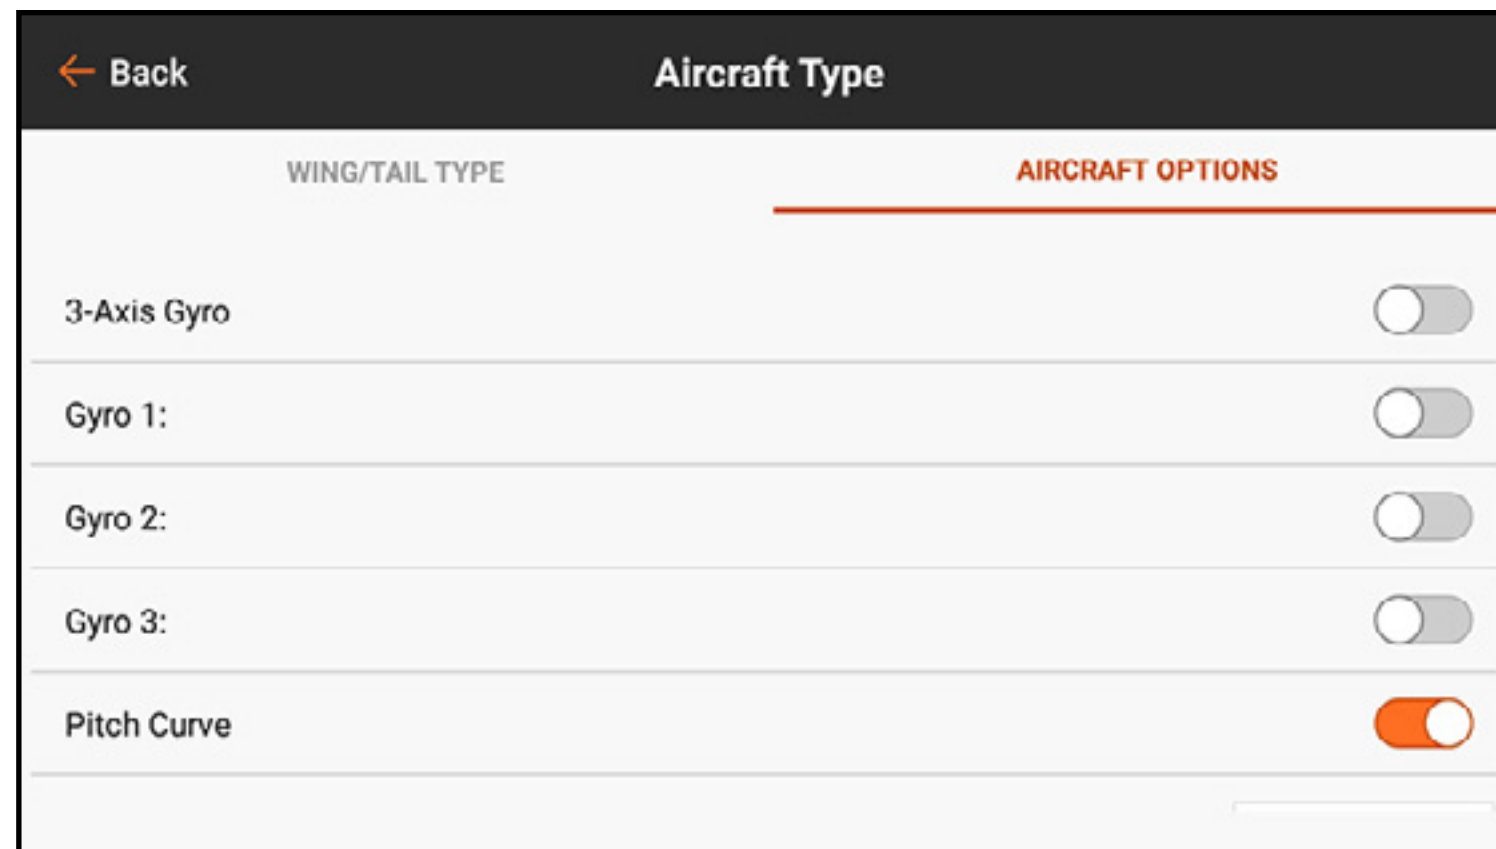 Back
Aircraft Type
WING/TAIL TYPE
AIRCRAFT OPTIONS
3-Axis Gyro
Gyro 1:
Gyro 2:
Gyro 3:
Pitch Curve